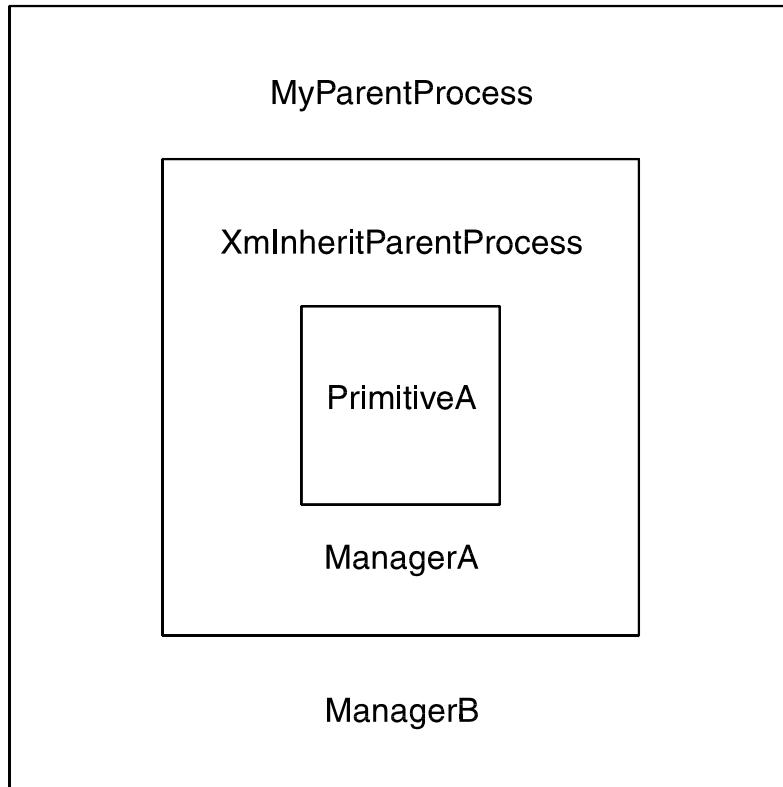 MyParentProcess
XmInheritParentProcess
PrimitiveA
ManagerA
ManagerB